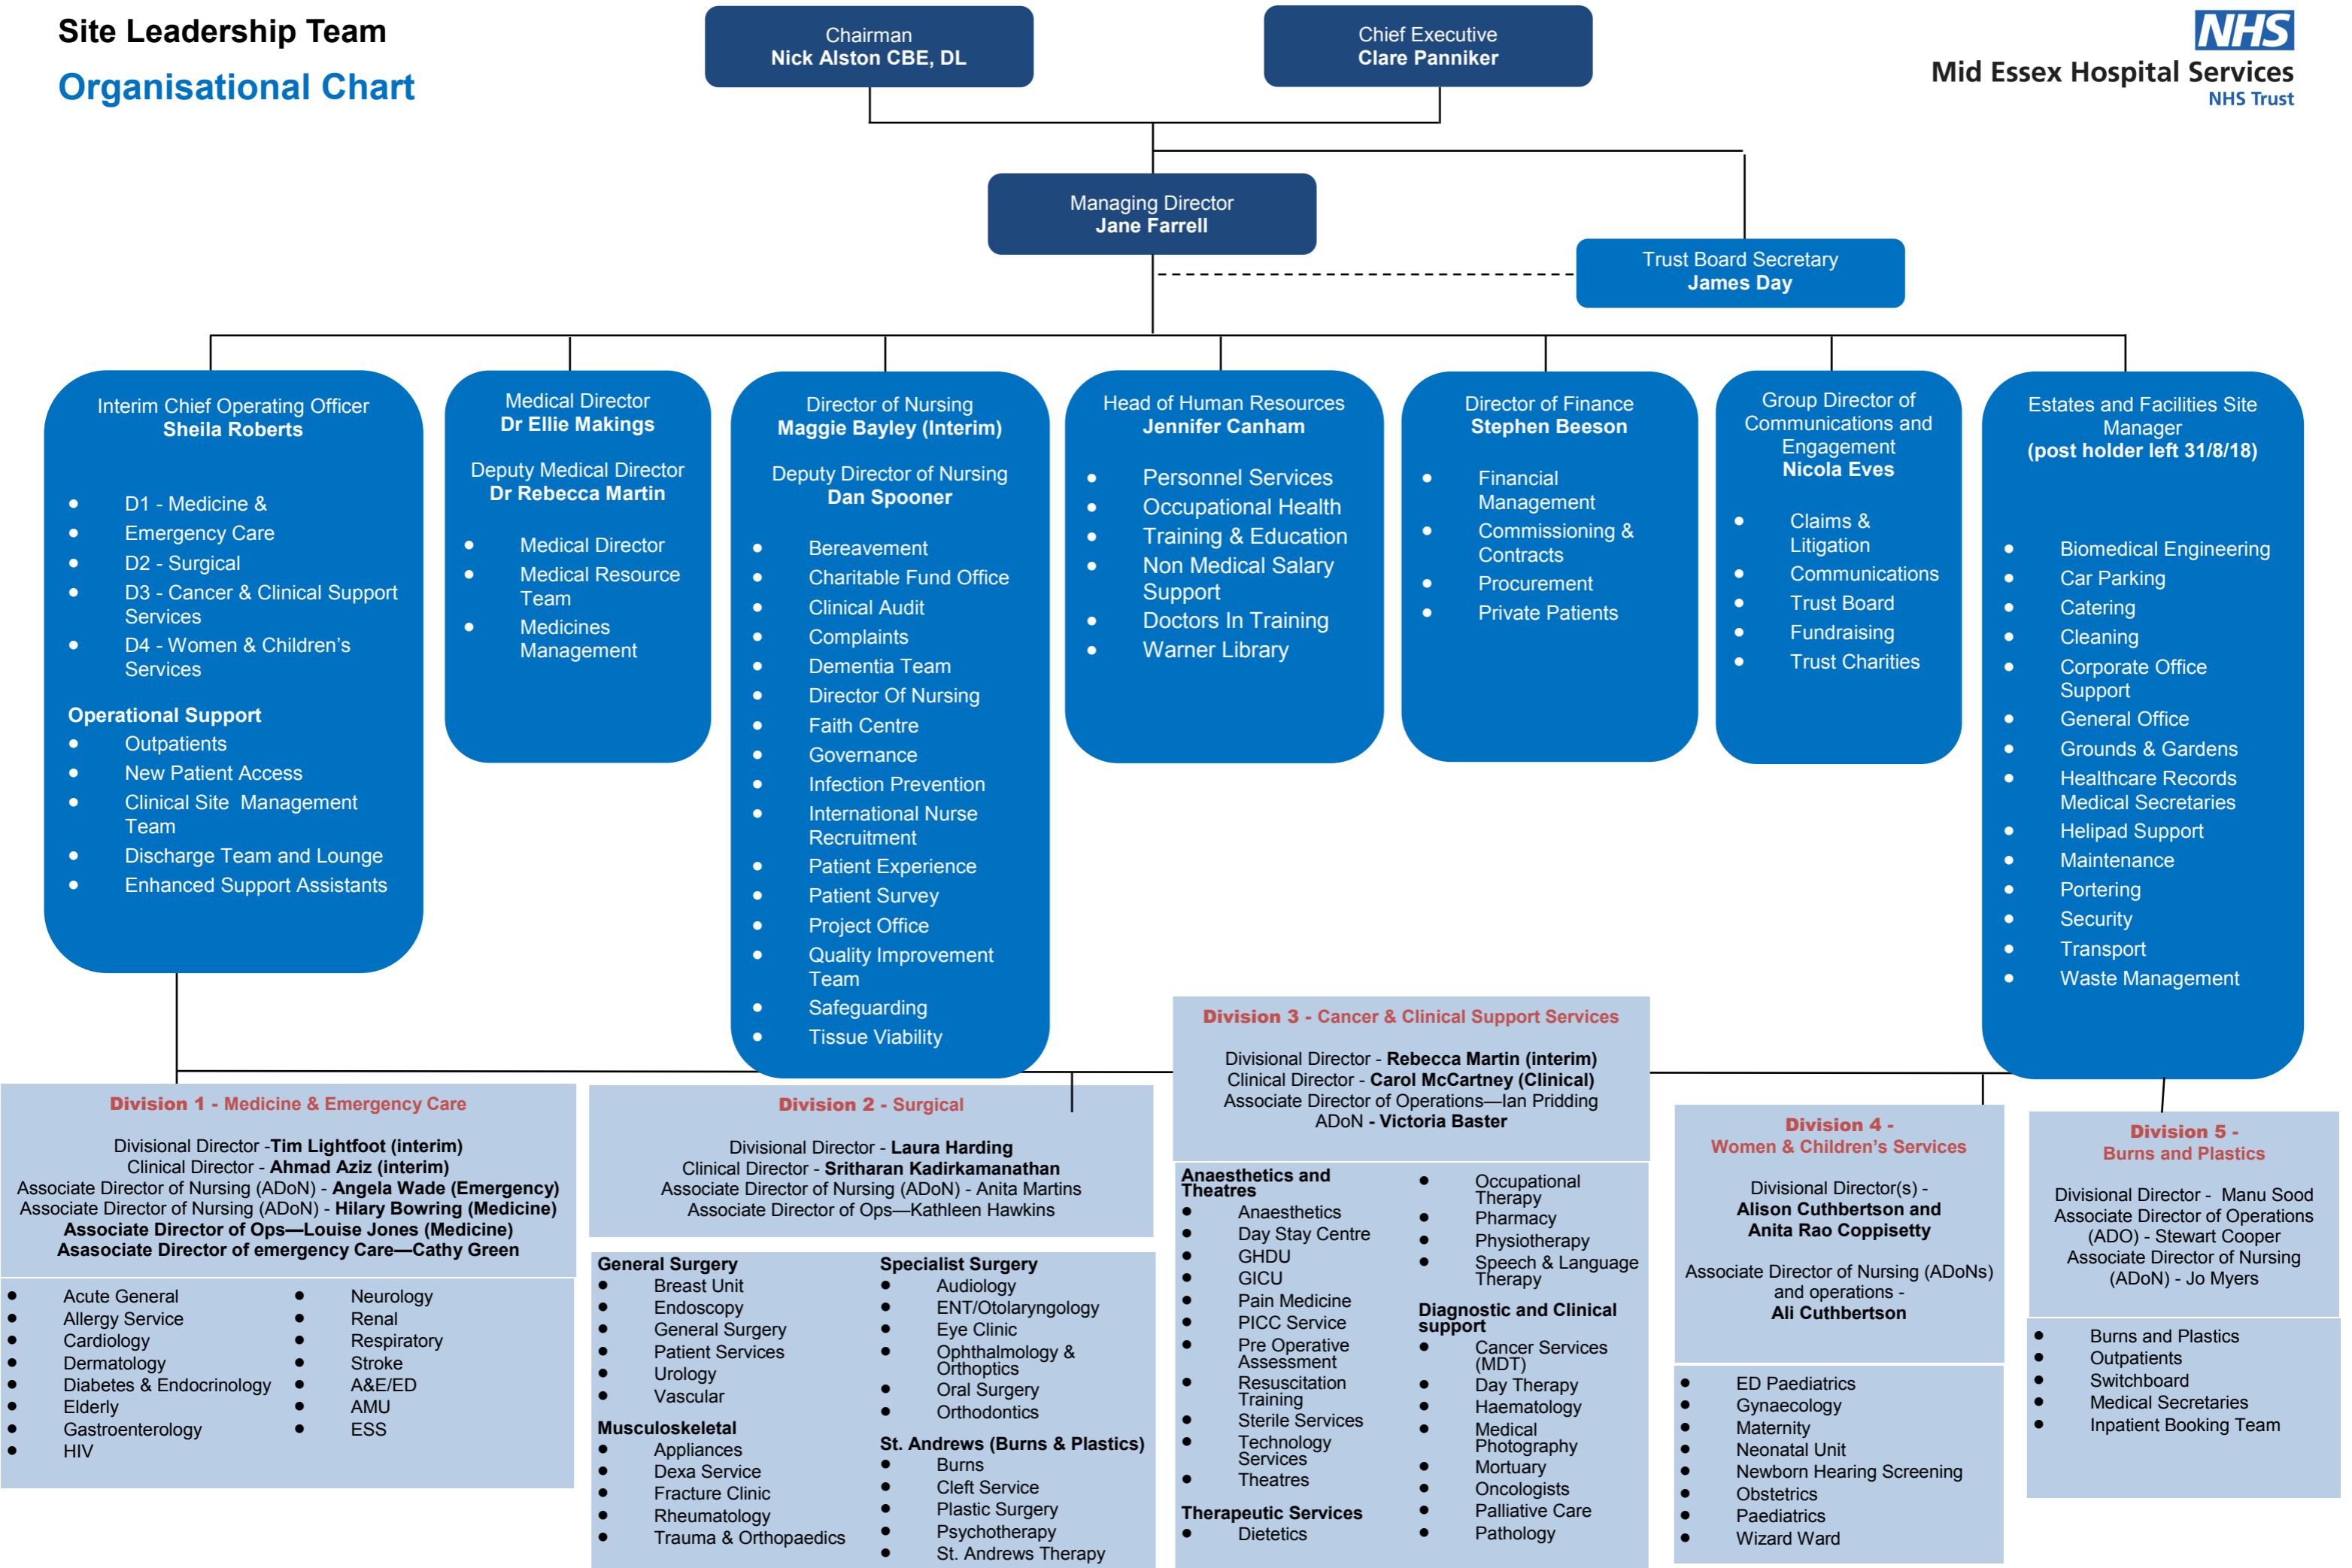 Site Leadership Team
Organisational Chart
NHS
Mid Essex Hospital Services
NHS Trust
Chairman
Nick Alston CBE, DL
Chief Executive
Clare Panniker
Managing Director
Jane Farrell
Trust Board Secretary
James Day
Interim Chief Operating Officer
Sheila Roberts
• D1 - Medicine &
• Emergency Care
• D2 - Surgical
• D3 - Cancer & Clinical Support
Services
• D4 - Women & Children's
Services
Operational Support
• Outpatients
• New Patient Access
• Clinical Site Management
Team
• Discharge Team and Lounge
• Enhanced Support Assistants
Medical Director
Dr Ellie Makings
Deputy Medical Director
Dr Rebecca Martin
• Medical Director
• Medical Resource
Team
• Medicines
Management
Director of Nursing
Maggie Bayley (Interim)
Deputy Director of Nursing
Dan Spooner
• Bereavement
• Charitable Fund Office
• Clinical Audit
• Complaints
• Dementia Team
• Director Of Nursing
• Faith Centre
• Governance
• Infection Prevention
• International Nurse
Recruitment
• Patient Experience
• Patient Survey
• Project Office
• Quality Improvement
Team
• Safeguarding
• Tissue Viability
Head of Human Resources
Jennifer Canham
• Personnel Services
• Occupational Health
• Training & Education
• Non Medical Salary
Support
• Doctors In Training
• Warner Library
Director of Finance
Stephen Beeson
• Financial
Management
• Commissioning &
Contracts
• Procurement
• Private Patients
Group Director of
Communications and
Engagement
Nicola Eves
• Claims &
Litigation
• Communications
• Trust Board
• Fundraising
• Trust Charities
Estates and Facilities Site
Manager
(post holder left 31/8/18)
• Biomedical Engineering
• Car Parking
• Catering
• Cleaning
• Corporate Office
Support
• General Office
• Grounds & Gardens
• Healthcare Records
Medical Secretaries
• Helipad Support
• Maintenance
• Portering
• Security
• Transport
• Waste Management
Division 1 - Medicine & Emergency Care
Divisional Director -Tim Lightfoot (interim)
Clinical Director - Ahmad Aziz (interim)
Associate Director of Nursing (ADoN) - Angela Wade (Emergency)
Associate Director of Nursing (ADoN) - Hilary Bowring (Medicine)
Associate Director of Ops—Louise Jones (Medicine)
Asasociate Director of emergency Care—Cathy Green
• Acute General
• Allergy Service
• Cardiology
• Dermatology
• Diabetes & Endocrinology
• Elderly
• Gastroenterology
• HIV
• Neurology
• Renal
• Respiratory
• Stroke
• A&E/ED
• AMU
• ESS
Division 2 - Surgical
Divisional Director - Laura Harding
Clinical Director - Sritharan Kadirkamanathan
Associate Director of Nursing (ADoN) - Anita Martins
Associate Director of Ops—Kathleen Hawkins
General Surgery
• Breast Unit
• Endoscopy
• General Surgery
• Patient Services
• Urology
• Vascular
Musculoskeletal
• Appliances
• Dexa Service
• Fracture Clinic
• Rheumatology
• Trauma & Orthopaedics
Specialist Surgery
• Audiology
• ENT/Otolaryngology
• Eye Clinic
• Ophthalmology &
Orthoptics
• Oral Surgery
• Orthodontics
St. Andrews (Burns & Plastics)
• Burns
• Cleft Service
• Plastic Surgery
• Psychotherapy
• St. Andrews Therapy
Division 3 - Cancer & Clinical Support Services
Divisional Director - Rebecca Martin (interim)
Clinical Director - Carol McCartney (Clinical)
Associate Director of Operations—Ian Pridding
ADoN - Victoria Baster
Anaesthetics and
Theatres
• Anaesthetics
• Day Stay Centre
• GHDU
• GICU
• Pain Medicine
• PICC Service
• Pre Operative
Assessment
• Resuscitation
Training
• Sterile Services
• Technology
Services
• Theatres
Therapeutic Services
• Dietetics
• Occupational
Therapy
• Pharmacy
• Physiotherapy
• Speech & Language
Therapy
Diagnostic and Clinical
support
• Cancer Services
(MDT)
• Day Therapy
• Haematology
• Medical
Photography
• Mortuary
• Oncologists
• Palliative Care
• Pathology
Division 4 -
Women & Children's Services
Divisional Director(s) -
Alison Cuthbertson and
Anita Rao Coppisetty
Associate Director of Nursing (ADoNs)
and operations -
Ali Cuthbertson
• ED Paediatrics
• Gynaecology
• Maternity
• Neonatal Unit
• Newborn Hearing Screening
• Obstetrics
• Paediatrics
• Wizard Ward
Division 5 -
Burns and Plastics
Divisional Director - Manu Sood
Associate Director of Operations
(ADO) - Stewart Cooper
Associate Director of Nursing
(ADoN) - Jo Myers
• Burns and Plastics
• Outpatients
• Switchboard
• Medical Secretaries
• Inpatient Booking Team